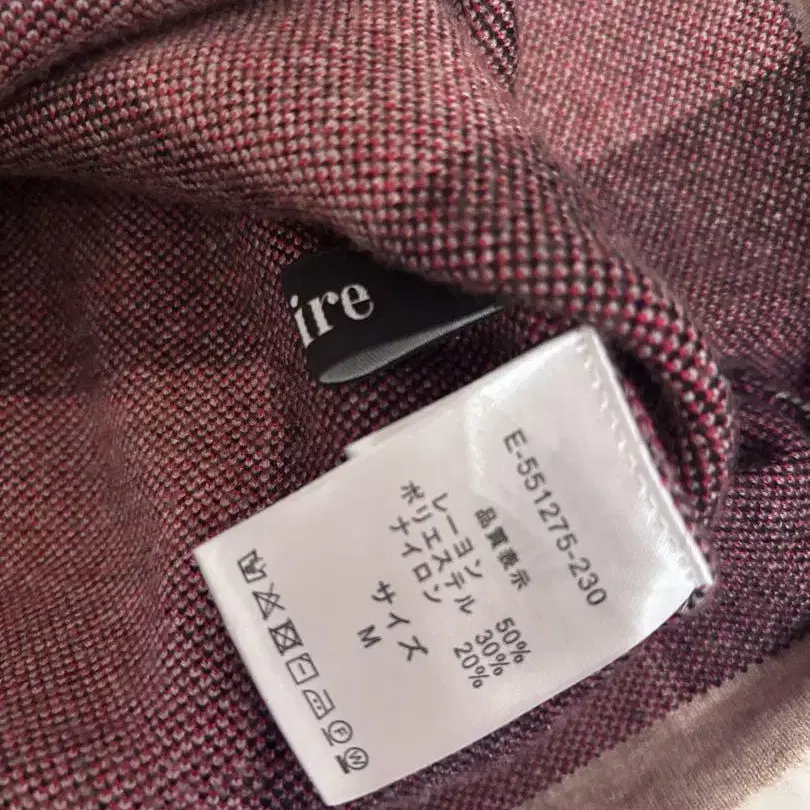 ire
E-551275-230
品質表示
レーヨン 50%
ポリエステル 30%
ナイロン 20%
サイズ
M
F
W